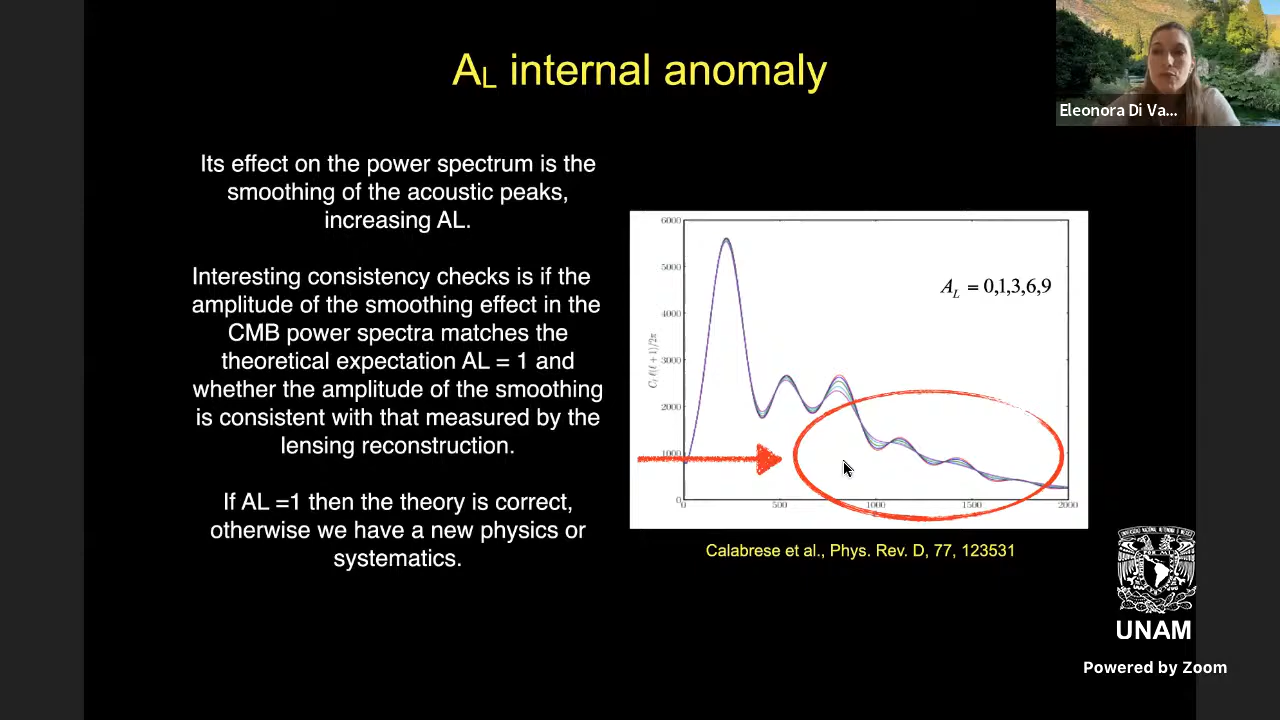 AL internal anomaly
Eleonora Di Va...
Its effect on the power spectrum is the
smoothing of the acoustic peaks,
increasing AL.
Interesting consistency checks is if the
amplitude of the smoothing effect in the
CMB power spectra matches the
theoretical expectation AL = 1 and
whether the amplitude of the smoothing
is consistent with that measured by the
lensing reconstruction.
If AL =1 then the theory is correct,
otherwise we have a new physics or
systematics.
6000
5000
4000
3000
2000
1000
0
C_ℓ ℓ(ℓ+1)/2π
A_L = 0,1,3,6,9
0 500 1000 1500 2000
Calabrese et al., Phys. Rev. D, 77, 123531
UNAM
Powered by Zoom